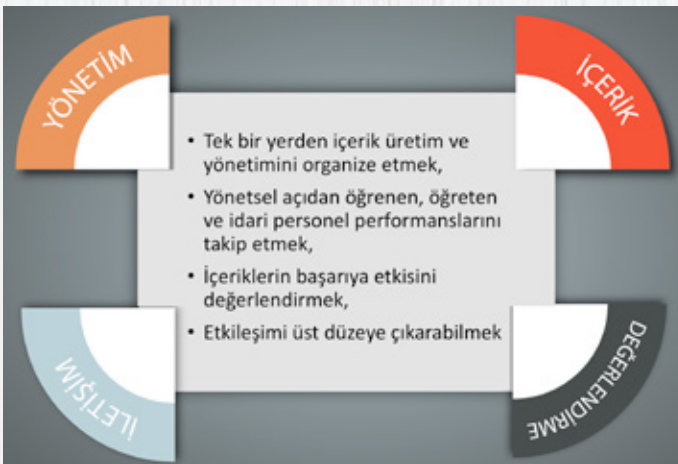 YÖNETİM
İÇERİK
• Tek bir yerden içerik üretim ve
yönetimini organize etmek,
• Yönetsel açıdan öğrenen, öğreten
ve idari personel performanslarını
takip etmek,
• İçeriklerin başarıya etkisini
değerlendirmek,
• Etkileşimi üst düzeye çıkarabilmek
İLETİŞİM
DEĞERLENDİRME